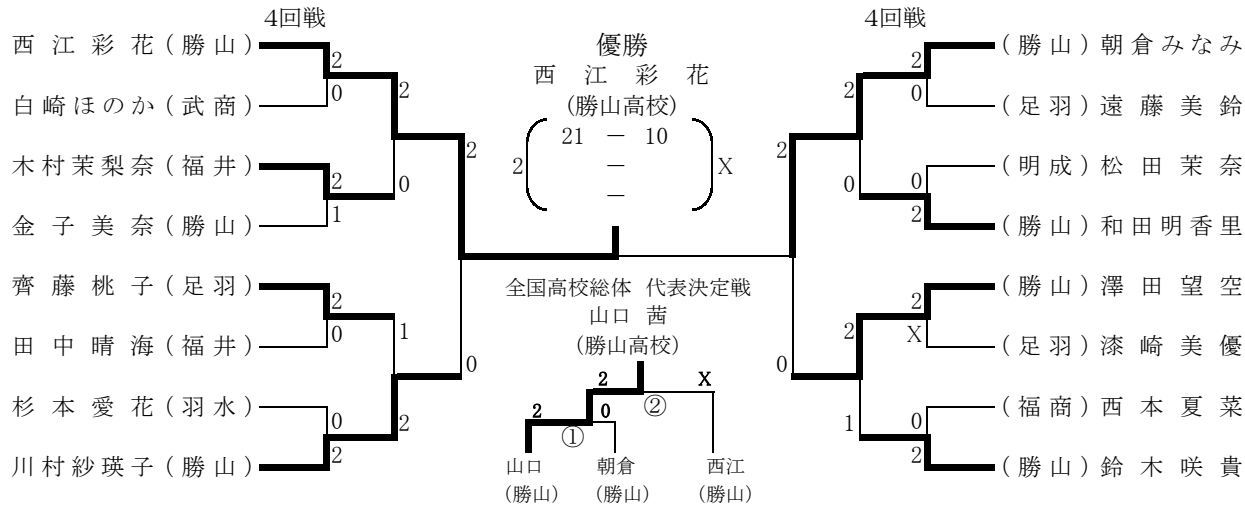 4回戦
西江彩花(勝山)
2
白崎ほのか(武商)
0
2
木村茉梨奈(福井)
2
金子美奈(勝山)
1
0
2
齊藤桃子(足羽)
2
田中晴海(福井)
0
1
杉本愛花(羽水)
0
川村紗瑛子(勝山)
2
2
0
優勝
西江彩花
(勝山高校)
21 － 10
2 － X
－
全国高校総体 代表決定戦
山口 茜
(勝山高校)
2 X
2 0 ②
①
山口 朝倉 西江
(勝山) (勝山) (勝山)
4回戦
(勝山)朝倉みなみ
2
(足羽)遠藤美鈴
0
2
(明成)松田茉奈
0
(勝山)和田明香里
2
0
2
(勝山)澤田望空
2
(足羽)漆崎美優
X
2
(福商)西本夏菜
0
(勝山)鈴木咲貴
2
1
0